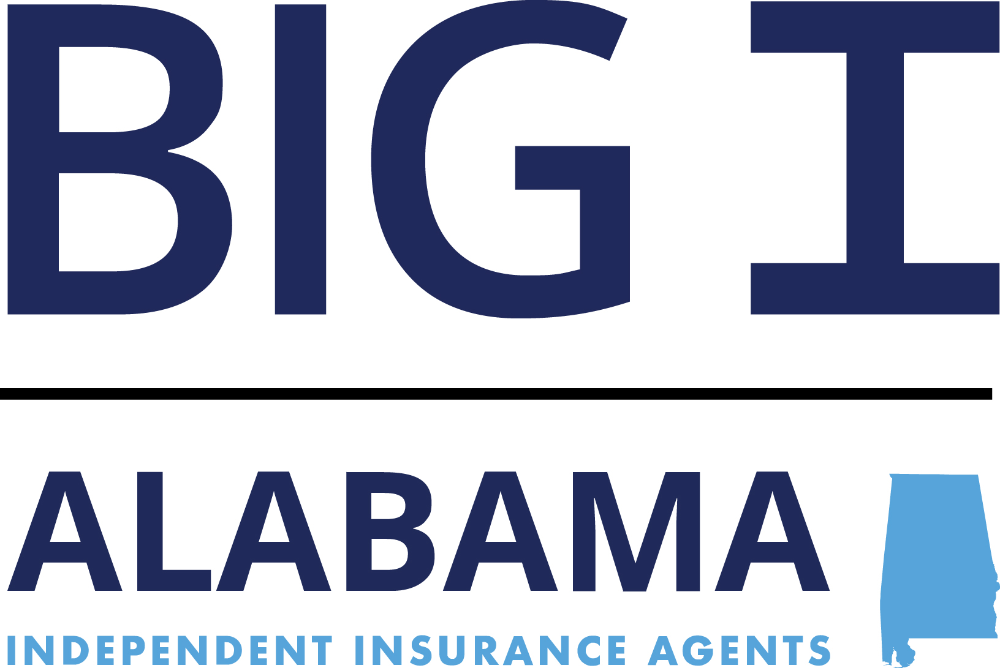 BIG I
ALABAMA
INDEPENDENT INSURANCE AGENTS